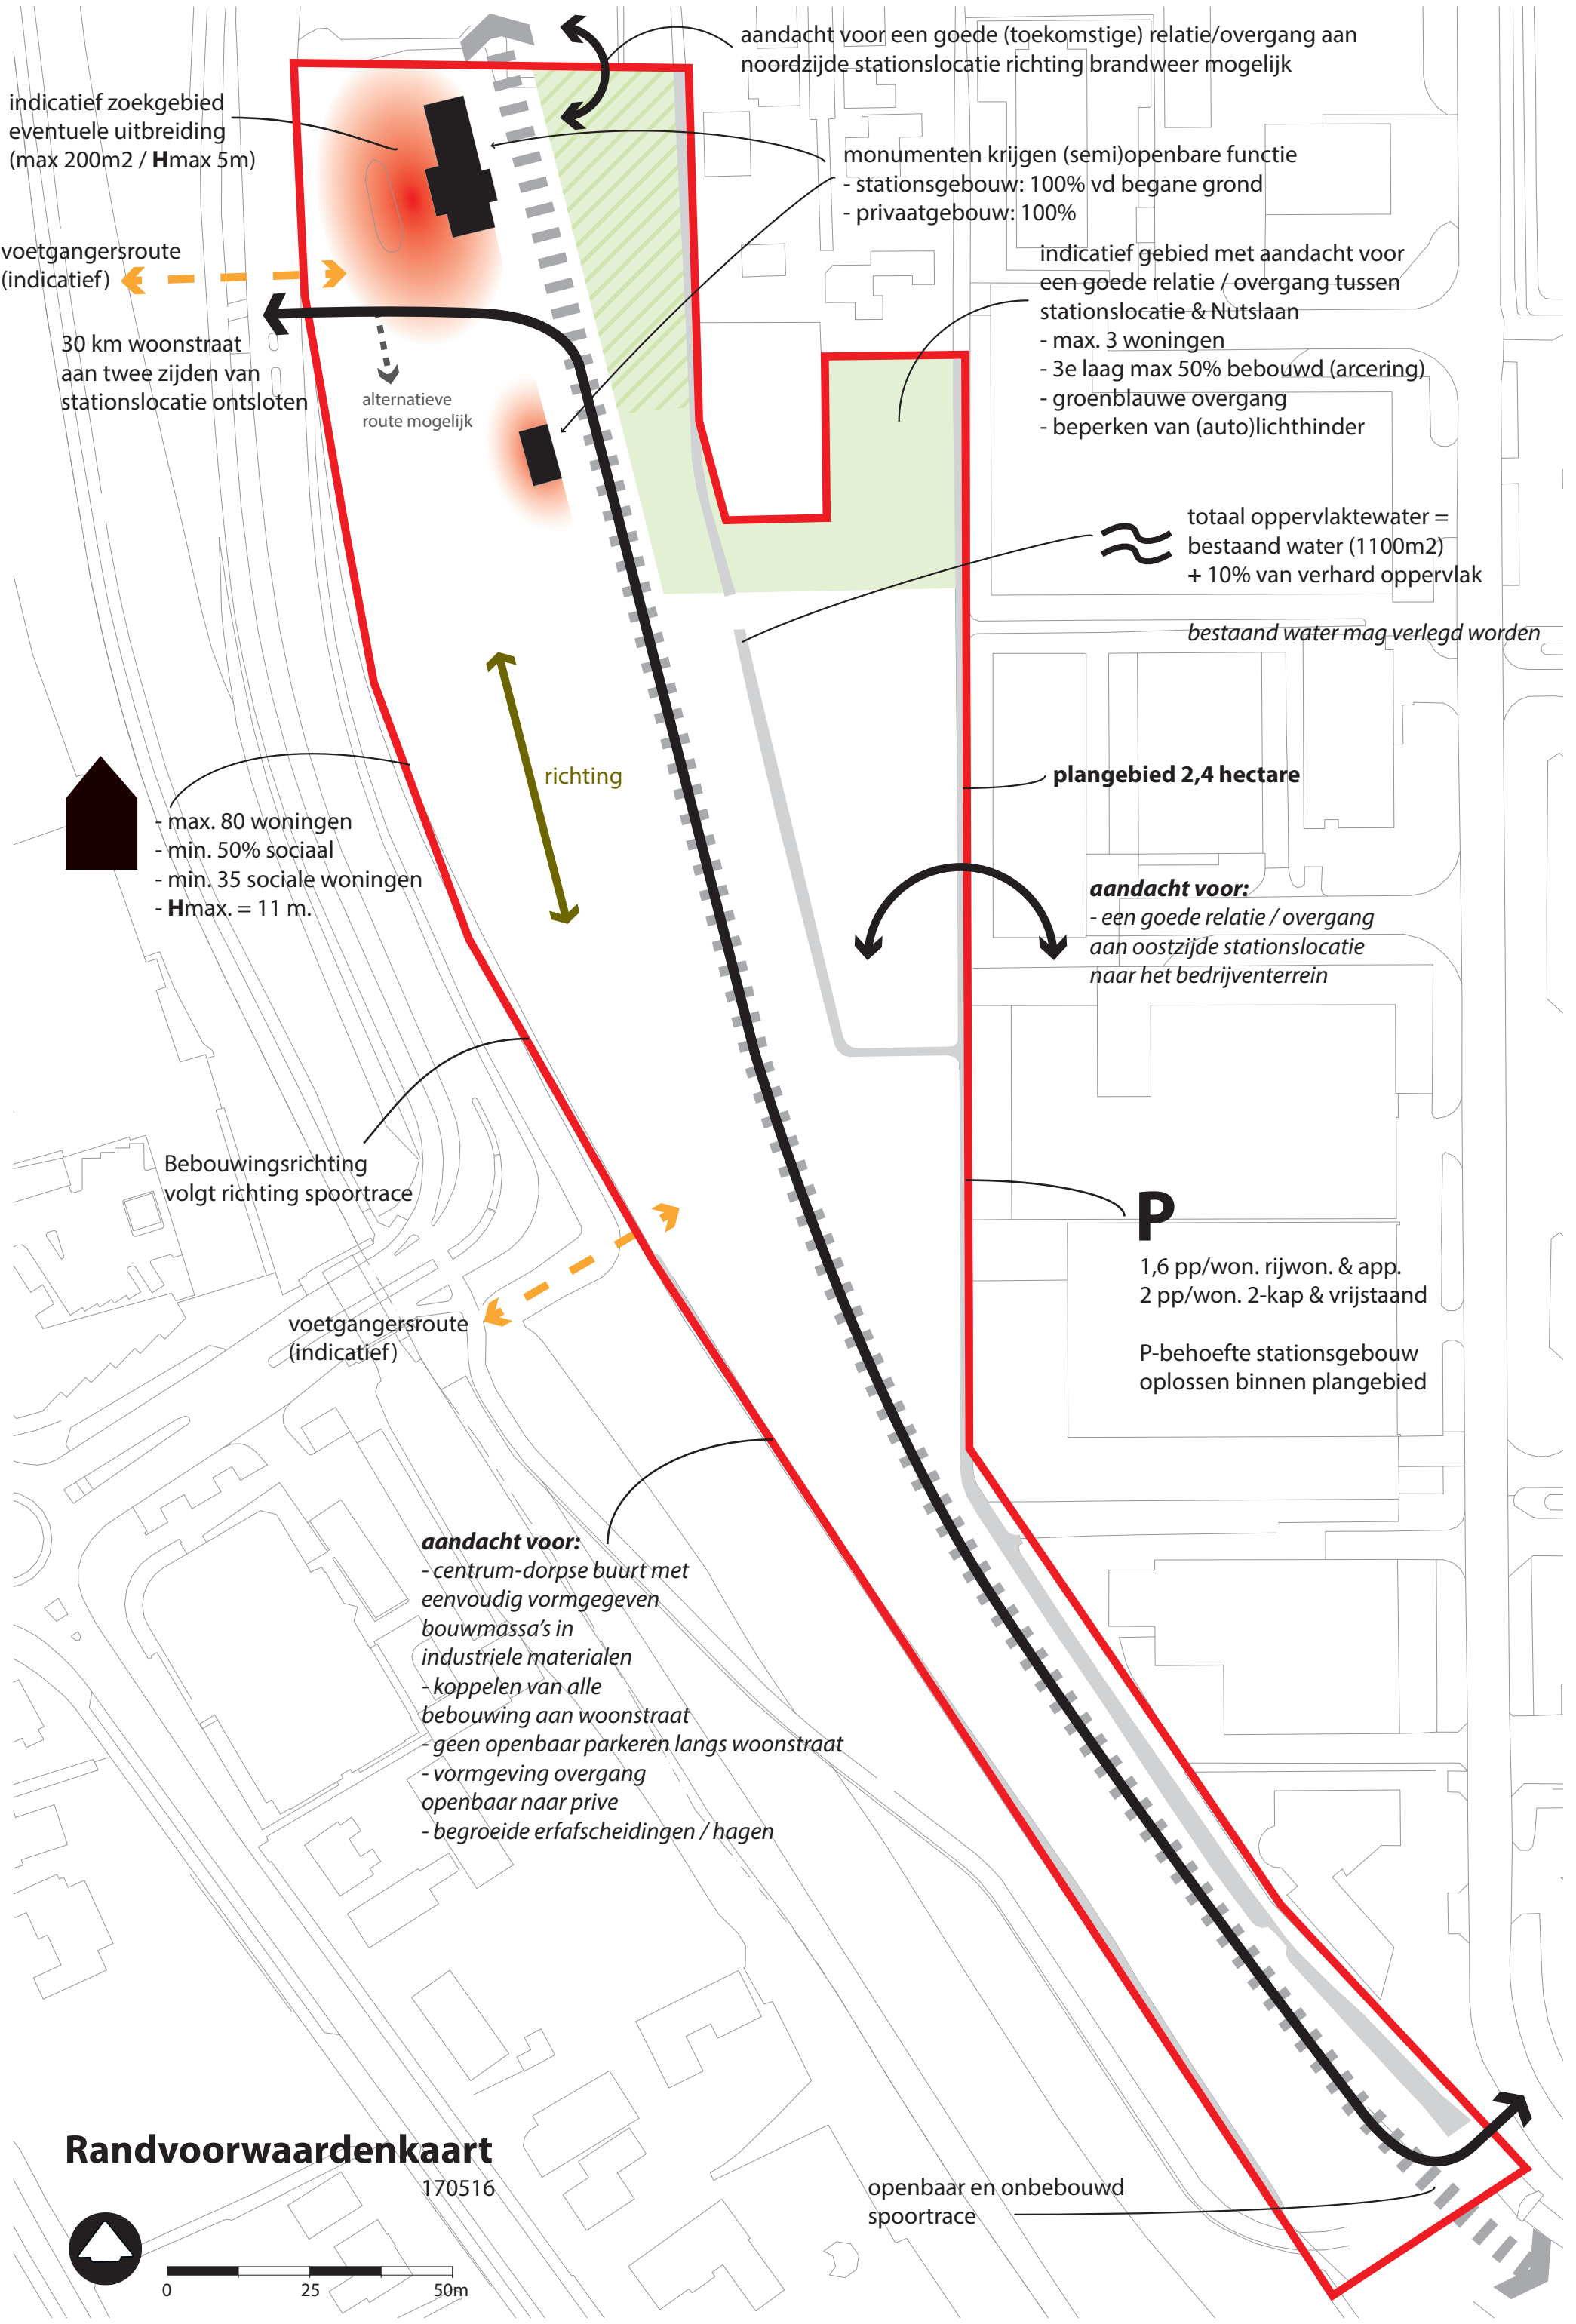 aandacht voor een goede (toekomstige) relatie/overgang aan
noordzijde stationslocatie richting brandweer mogelijk
indicatief zoekgebied
eventuele uitbreiding
(max 200m2 / Hmax 5m)
monumenten krijgen (semi)openbare functie
- stationsgebouw: 100% vd begane grond
- privaatgebouw: 100%
voetgangersroute
(indicatief)
indicatief gebied met aandacht voor
een goede relatie / overgang tussen
stationslocatie & Nutslaan
- max. 3 woningen
- 3e laag max 50% bebouwd (arcering)
- groenblauwe overgang
- beperken van (auto)lichthinder
30 km woonstraat
aan twee zijden van
stationslocatie ontsloten
alternatieve
route mogelijk
totaal oppervlaktewater =
bestaand water (1100m2)
+ 10% van verhard oppervlak
bestaand water mag verlegd worden
richting
plangebied 2,4 hectare
- max. 80 woningen
- min. 50% sociaal
- min. 35 sociale woningen
- Hmax. = 11 m.
aandacht voor:
- een goede relatie / overgang
aan oostzijde stationslocatie
naar het bedrijventerrein
Bebouwingsrichting
volgt richting spoortrace
P
1,6 pp/won. rijwon. & app.
2 pp/won. 2-kap & vrijstaand
P-behoefte stationsgebouw
oplossen binnen plangebied
voetgangersroute
(indicatief)
aandacht voor:
- centrum-dorpse buurt met
eenvoudig vormgegeven
bouwmassa's in
industriele materialen
- koppelen van alle
bebouwing aan woonstraat
- geen openbaar parkeren langs woonstraat
- vormgeving overgang
openbaar naar prive
- begroeide erfafscheidingen / hagen
Randvoorwaardenkaart
170516
openbaar en onbebouwd
spoortrace
0 25 50m